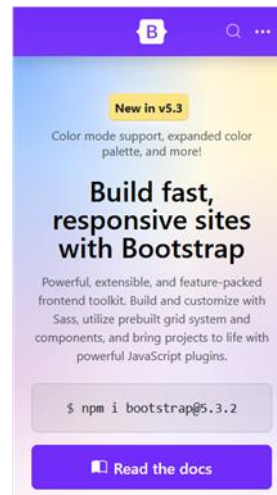 B
New in v5.3
Color mode support, expanded color
palette, and more!
Build fast,
responsive sites
with Bootstrap
Powerful, extensible, and feature-packed
frontend toolkit. Build and customize with
Sass, utilize prebuilt grid system and
components, and bring projects to life with
powerful JavaScript plugins.
$ npm i bootstrap@5.3.2
Read the docs